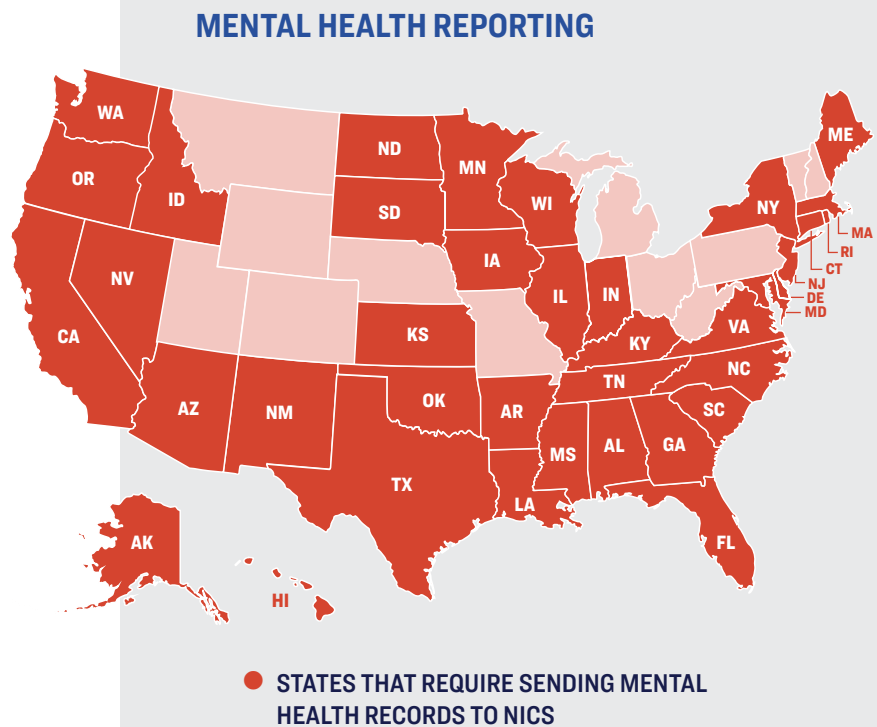 MENTAL HEALTH REPORTING
WA
OR
ID
ND
MN
ME
SD
WI
NY
MA
RI
CT
NJ
DE
MD
NV
IA
IL
IN
CA
KS
KY
VA
AZ
NM
OK
AR
TN
NC
SC
MS
AL
GA
TX
LA
AK
FL
HI
STATES THAT REQUIRE SENDING MENTAL
HEALTH RECORDS TO NICS